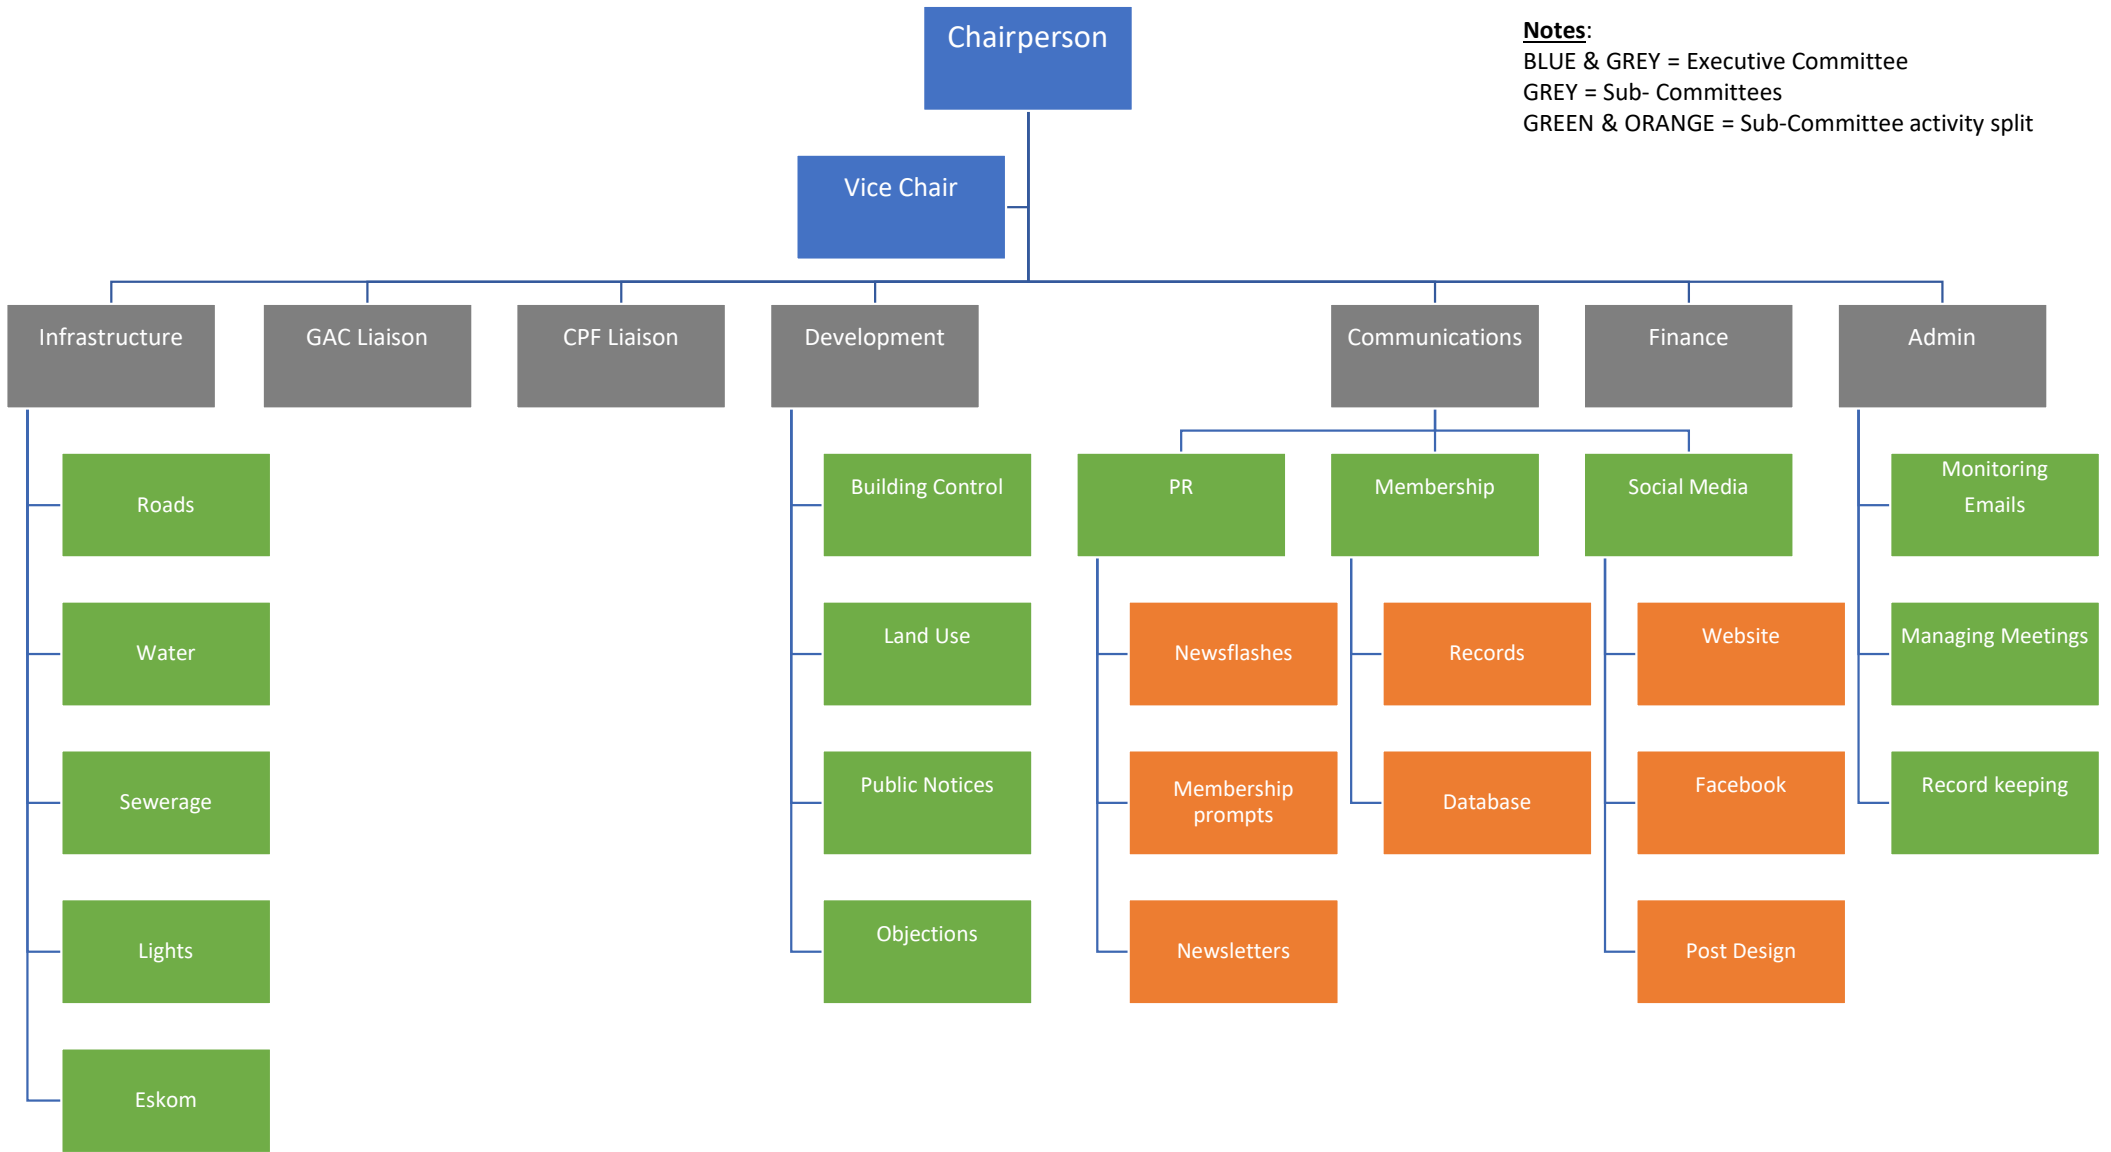 Chairperson
Notes:
BLUE & GREY = Executive Committee
GREY = Sub- Committees
GREEN & ORANGE = Sub-Committee activity split
Vice Chair
Infrastructure
GAC Liaison
CPF Liaison
Development
Communications
Finance
Admin
Roads
Water
Sewerage
Lights
Eskom
Building Control
Land Use
Public Notices
Objections
PR
Newsflashes
Membership
prompts
Newsletters
Membership
Records
Database
Social Media
Website
Facebook
Post Design
Monitoring
Emails
Managing Meetings
Record keeping